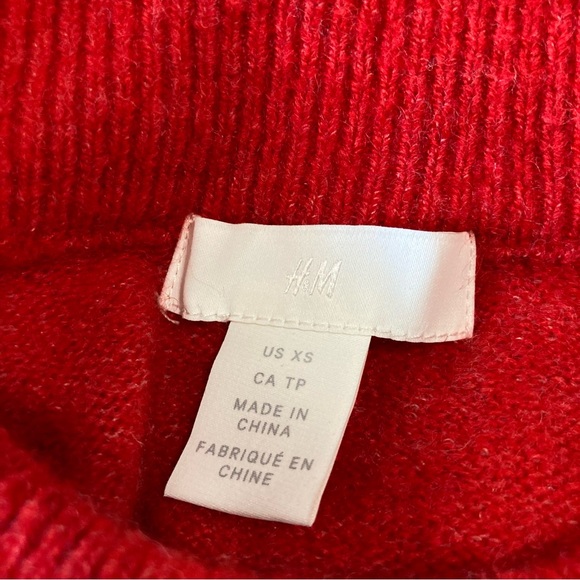 H&M
US XS
CA TP
MADE IN
CHINA
FABRIQUÉ EN
CHINE